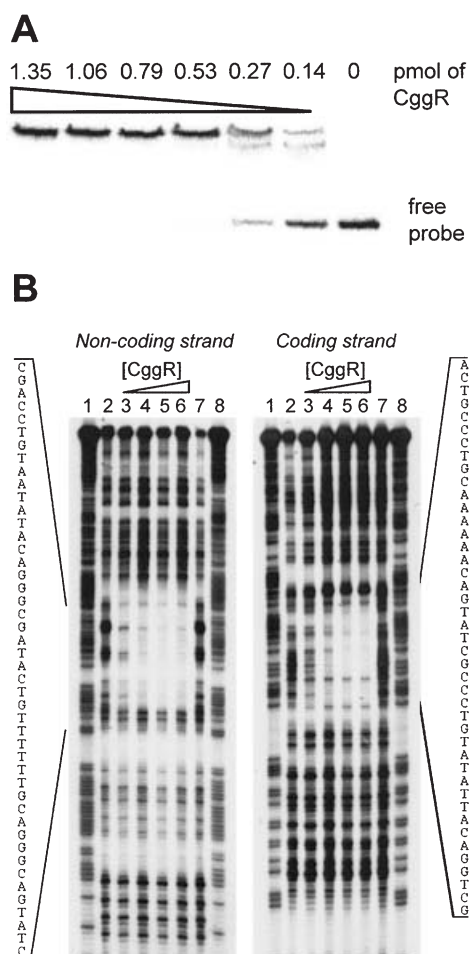 A
1.35 1.06 0.79 0.53 0.27 0.14 0 pmol of
CggR
free
probe
B
Non-coding strand Coding strand
[CggR] [CggR]
1 2 3 4 5 6 7 8 1 2 3 4 5 6 7 8
CGACCTGTAATATACAGGGCGATACTGTTTTTTGCAGGGCAGTATC
ACTGCCCTGCAAAAAACAGTATCGCCCTGTATATTACAGGTCG